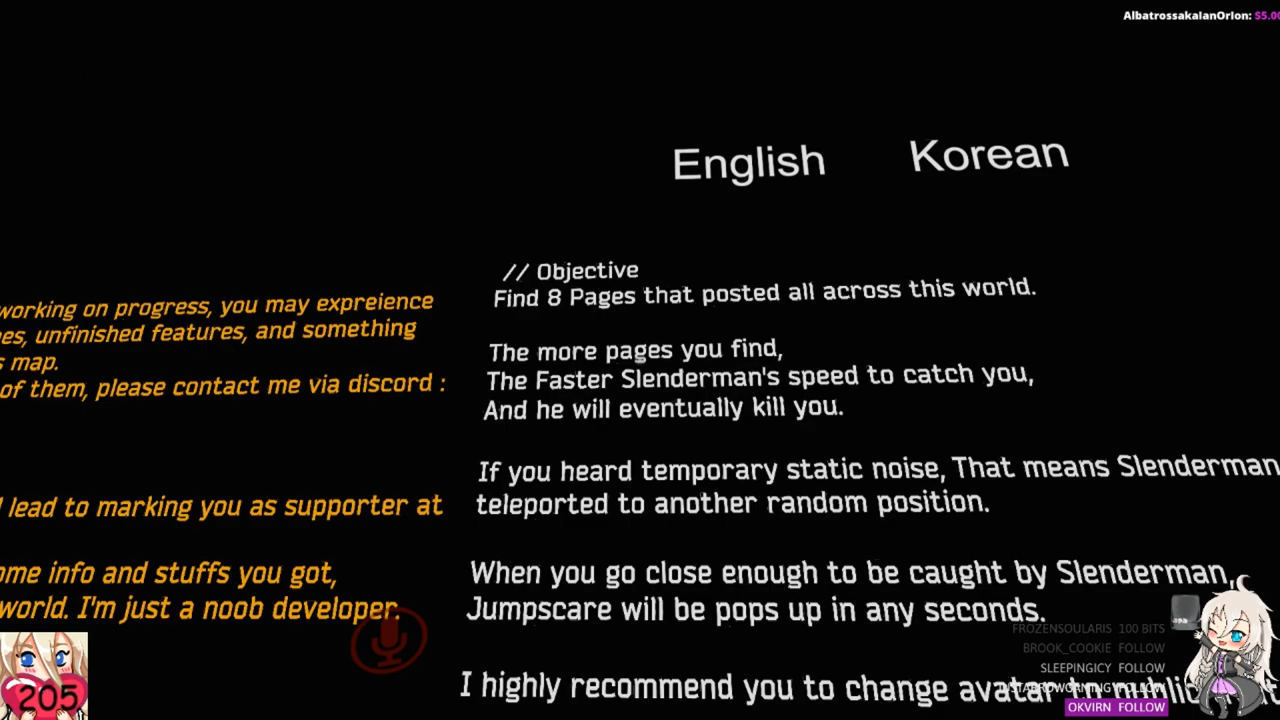 AlbatrossakalanOrlon: $5.00
English Korean
// Objective
Find 8 Pages that posted all across this world.
The more pages you find,
The Faster Slenderman's speed to catch you,
And he will eventually kill you.
If you heard temporary static noise, That means Slenderman
teleported to another random position.
When you go close enough to be caught by Slenderman,
Jumpscare will be pops up in any seconds.
I highly recommend you to change avatar to public
working on progress, you may expreience
es, unfinished features, and something
s map.
of them, please contact me via discord :
lead to marking you as supporter at
ome info and stuffs you got,
world. I'm just a noob developer.
205
FROZENSOULARIS 100 BITS
BROOK_COOKIE FOLLOW
SLEEPINGICY FOLLOW
FOLLOW
OKVIRN FOLLOW